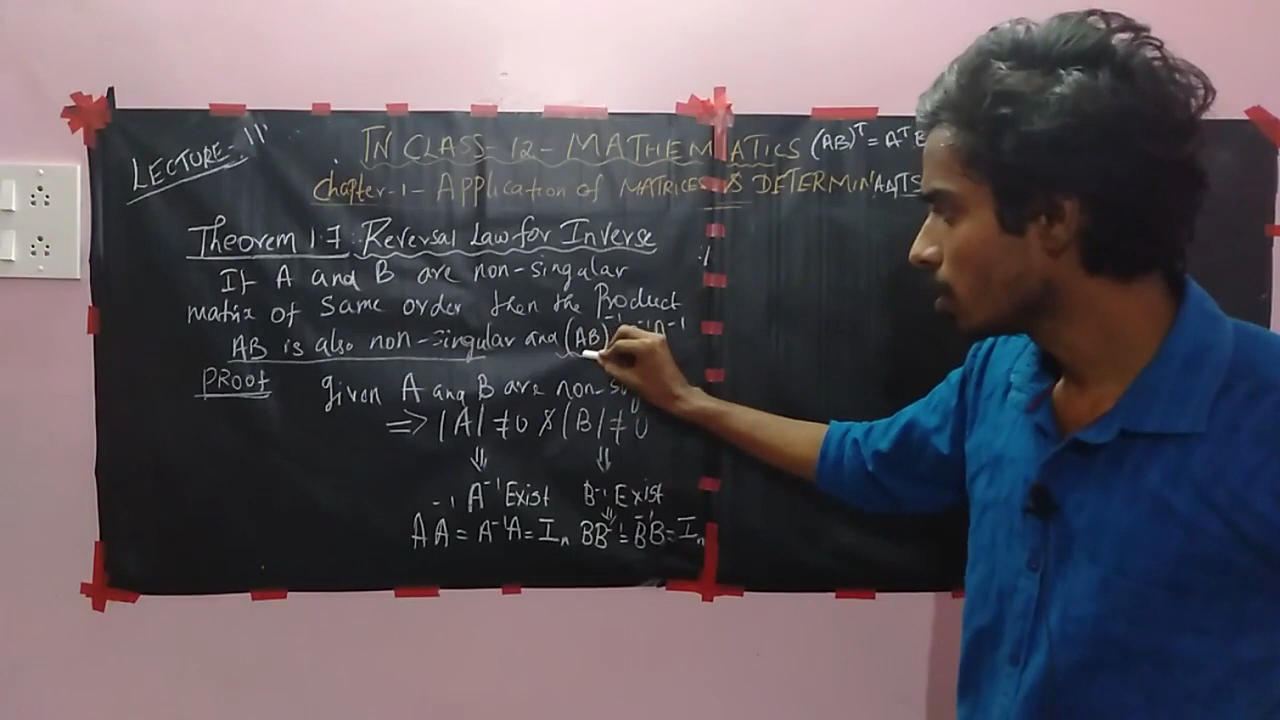 LECTURE - 11
TN CLASS - 12 - MATHEMATICS (AB)ᵀ = AᵀB
Chapter - 1 - Application of MATRICES & DETERMINANTS
Theorem 1.7 : Reversal Law for Inverse
If A and B are non-singular
matrix of same order then the Product
AB is also non-singular and (AB)⁻¹ A⁻¹
PROOF given A and B are non-
=> |A| ≠ 0 & |B| ≠ 0
⇓ ⇓
A⁻¹ Exist B⁻¹ Exist
⇓
AA⁻¹ = A⁻¹A = Iₙ BB⁻¹ = B⁻¹B = Iₙ